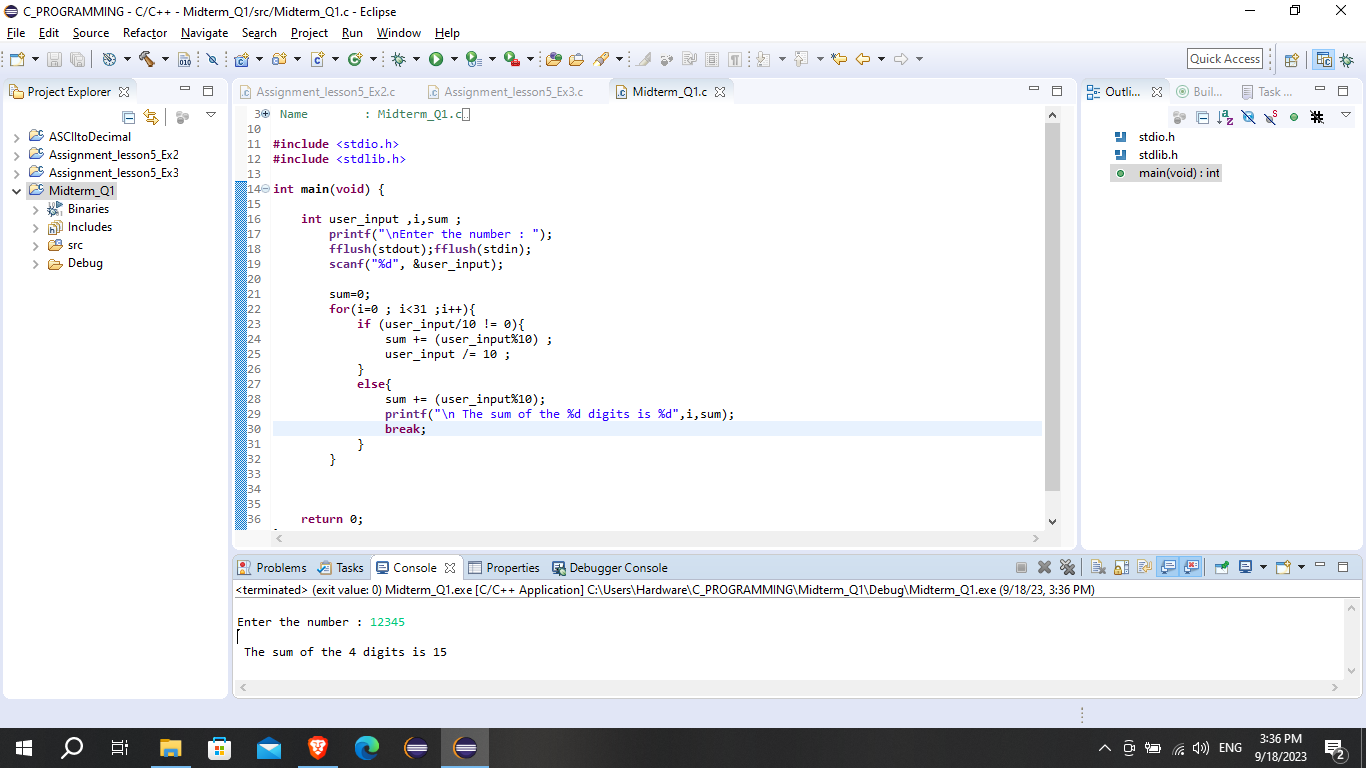 C_PROGRAMMING - C/C++ - Midterm_Q1/src/Midterm_Q1.c - Eclipse
File Edit Source Refactor Navigate Search Project Run Window Help
Quick Access
Project Explorer
ASCIItoDecimal
Assignment_lesson5_Ex2
Assignment_lesson5_Ex3
Midterm_Q1
Binaries
Includes
src
Debug
Assignment_lesson5_Ex2.c Assignment_lesson5_Ex3.c Midterm_Q1.c
3 Name : Midterm_Q1.c
10
11 #include <stdio.h>
12 #include <stdlib.h>
13
14 int main(void) {
15
16 int user_input ,i,sum ;
17 printf("\nEnter the number : ");
18 fflush(stdout);fflush(stdin);
19 scanf("%d", &user_input);
20
21 sum=0;
22 for(i=0 ; i<31 ;i++){
23 if (user_input/10 != 0){
24 sum += (user_input%10) ;
25 user_input /= 10 ;
26 }
27 else{
28 sum += (user_input%10);
29 printf("\n The sum of the %d digits is %d",i,sum);
30 break;
31 }
32 }
33
34
35
36 return 0;
Outli... Buil... Task ...
stdio.h
stdlib.h
main(void) : int
Problems Tasks Console Properties Debugger Console
<terminated> (exit value: 0) Midterm_Q1.exe [C/C++ Application] C:\Users\Hardware\C_PROGRAMMING\Midterm_Q1\Debug\Midterm_Q1.exe (9/18/23, 3:36 PM)
Enter the number : 12345
The sum of the 4 digits is 15
ENG
3:36 PM
9/18/2023
2